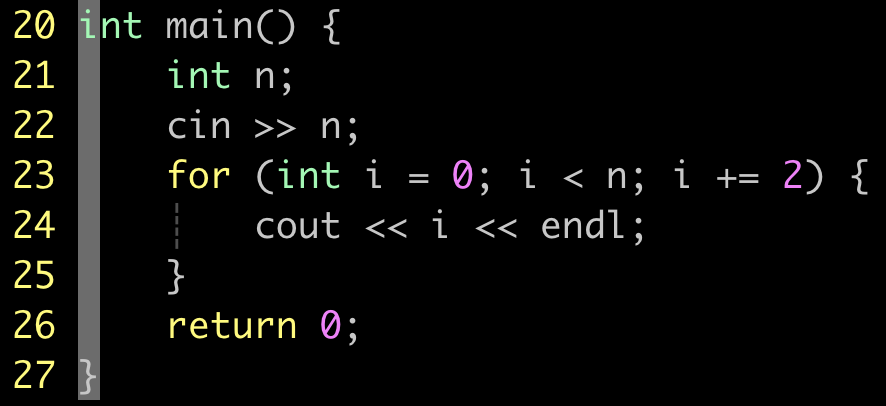 20 int main() {
21     int n;
22     cin >> n;
23     for (int i = 0; i < n; i += 2) {
24         cout << i << endl;
25     }
26     return 0;
27 }